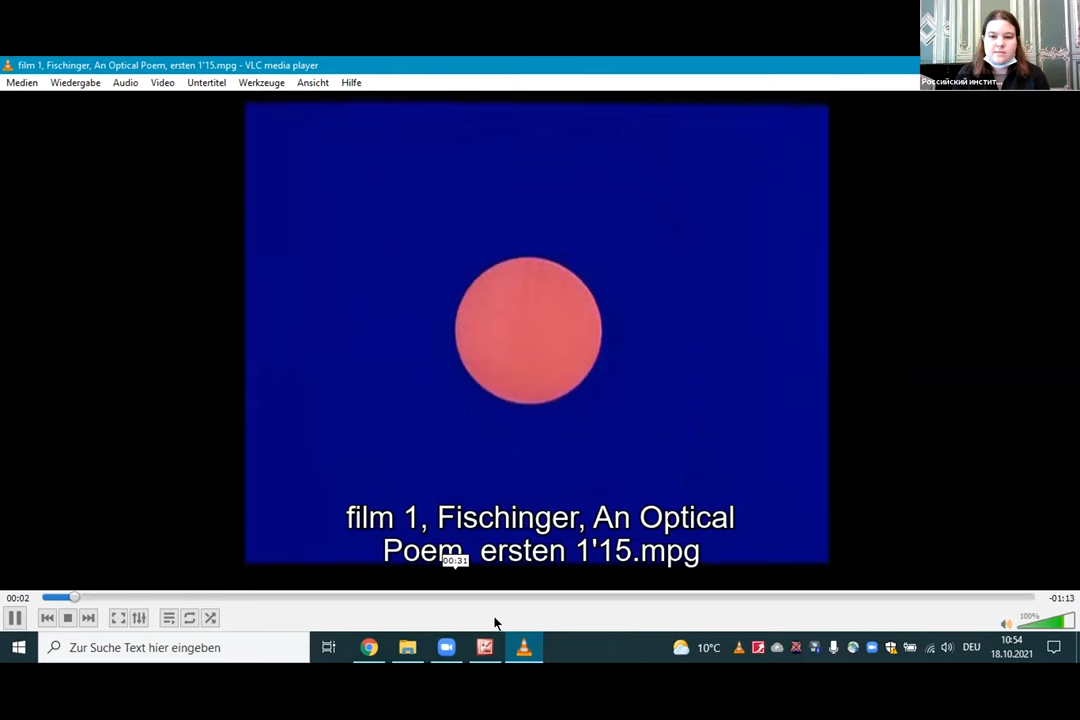 film 1, Fischinger, An Optical Poem, ersten 1'15.mpg - VLC media player
Medien Wiedergabe Audio Video Untertitel Werkzeuge Ansicht Hilfe
Российский инстит...
film 1, Fischinger, An Optical
Poem, ersten 1'15.mpg
00:31
00:02
-01:13
100%
Zur Suche Text hier eingeben
10°C
DEU
10:54
18.10.2021